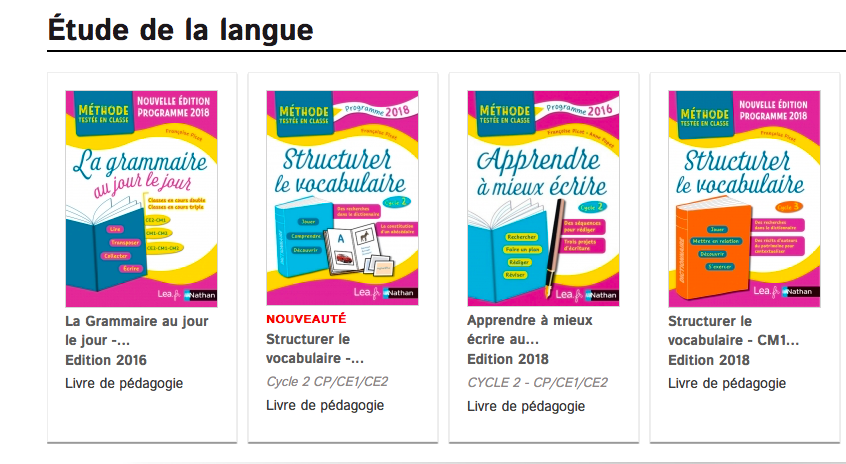 Étude de la langue
MÉTHODE
TESTÉE EN CLASSE
NOUVELLE ÉDITION
PROGRAMME 2018
Françoise Picot
La grammaire
au jour le jour
Classes en cours double
Classes en cours triple
CE2-CM1
CM1-CM2
CE2-CM1-CM2
Lire
Transposer
Collecter
Écrire
Lea.fr Nathan
La Grammaire au jour
le jour -...
Edition 2016
Livre de pédagogie
MÉTHODE
TESTÉE EN CLASSE
Programme 2018
Françoise Picot
Structurer
le vocabulaire
Cycle 2
Des recherches
dans le dictionnaire
La constitution
d'un abécédaire
Jouer
Comprendre
Découvrir
A
Lea.fr Nathan
NOUVEAUTÉ
Structurer le
vocabulaire -...
Cycle 2 CP/CE1/CE2
Livre de pédagogie
MÉTHODE
TESTÉE EN CLASSE
Programme 2016
Françoise Picot - Anne
Apprendre
à mieux écrire
Cycle 2
Des séquences
pour rédiger
Trois projets
d'écriture
Rechercher
Faire un plan
Rédiger
Réviser
Lea.fr Nathan
Apprendre à mieux
écrire au...
Edition 2018
CYCLE 2 - CP/CE1/CE2
Livre de pédagogie
MÉTHODE
TESTÉE EN CLASSE
NOUVELLE ÉDITION
PROGRAMME 2018
Françoise Picot
Structurer
le vocabulaire
Cycle 3
Des recherches
dans le dictionnaire
Des récits d'auteurs
du patrimoine pour
contextualiser
DICTIONNAIRE
Jouer
Mettre en relation
Découvrir
S'exercer
Lea.fr Nathan
Structurer le
vocabulaire - CM1...
Edition 2018
Livre de pédagogie